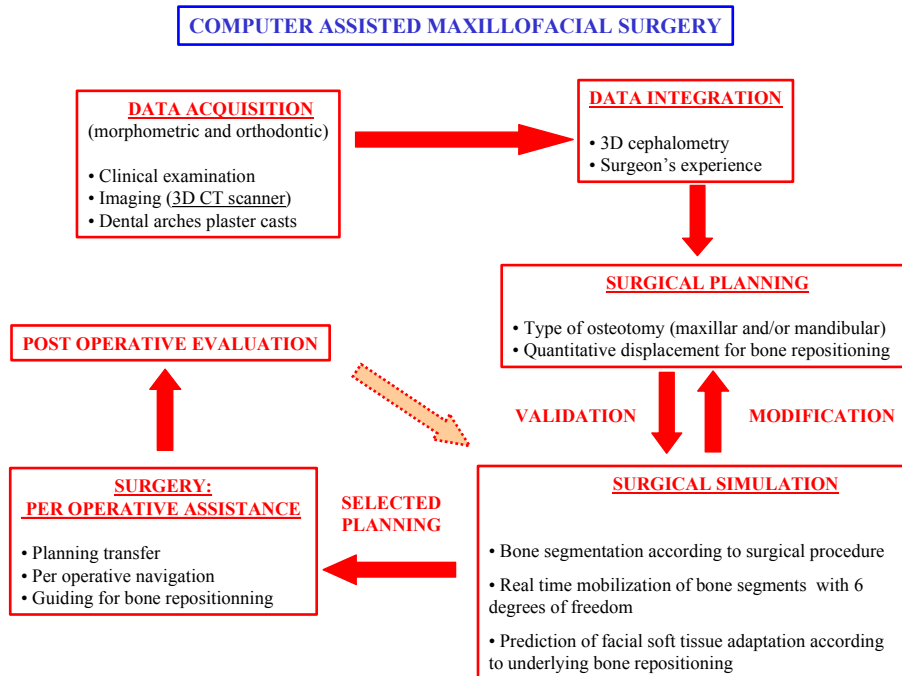 COMPUTER ASSISTED MAXILLOFACIAL SURGERY
DATA ACQUISITION
(morphometric and orthodontic)
• Clinical examination
• Imaging (3D CT scanner)
• Dental arches plaster casts
DATA INTEGRATION
• 3D cephalometry
• Surgeon's experience
SURGICAL PLANNING
• Type of osteotomy (maxillar and/or mandibular)
• Quantitative displacement for bone repositioning
VALIDATION
MODIFICATION
SURGICAL SIMULATION
• Bone segmentation according to surgical procedure
• Real time mobilization of bone segments with 6
degrees of freedom
• Prediction of facial soft tissue adaptation according
to underlying bone repositioning
SELECTED
PLANNING
SURGERY:
PER OPERATIVE ASSISTANCE
• Planning transfer
• Per operative navigation
• Guiding for bone repositionning
POST OPERATIVE EVALUATION